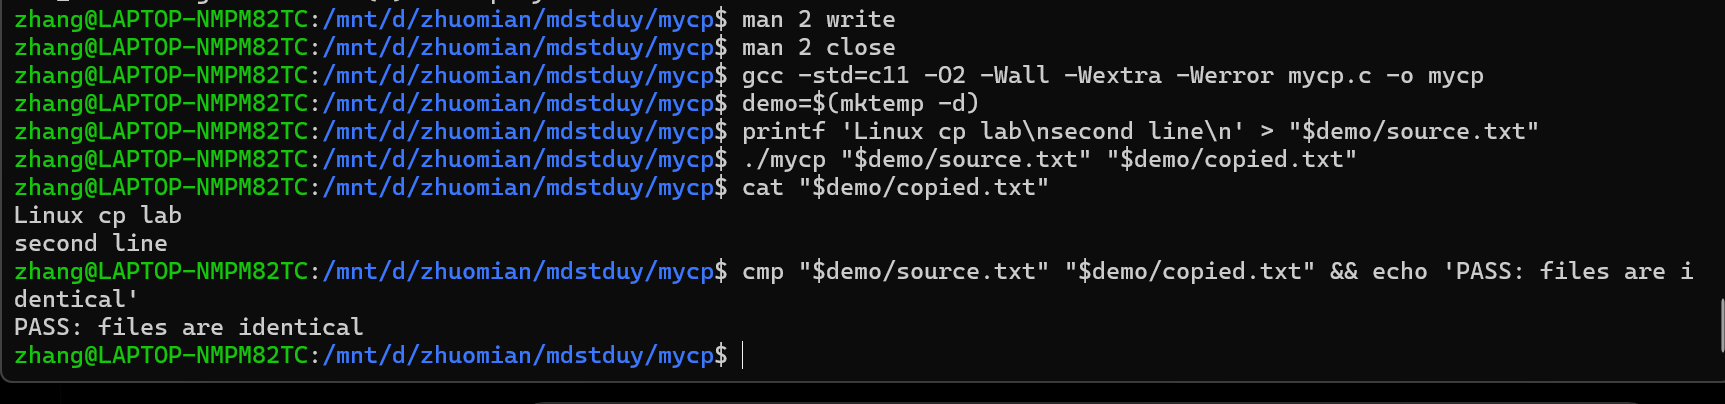 zhang@LAPTOP-NMPM82TC:/mnt/d/zhuomian/mdstduy/mycp$ man 2 write
zhang@LAPTOP-NMPM82TC:/mnt/d/zhuomian/mdstduy/mycp$ man 2 close
zhang@LAPTOP-NMPM82TC:/mnt/d/zhuomian/mdstduy/mycp$ gcc -std=c11 -O2 -Wall -Wextra -Werror mycp.c -o mycp
zhang@LAPTOP-NMPM82TC:/mnt/d/zhuomian/mdstduy/mycp$ demo=$(mktemp -d)
zhang@LAPTOP-NMPM82TC:/mnt/d/zhuomian/mdstduy/mycp$ printf 'Linux cp lab\nsecond line\n' > "$demo/source.txt"
zhang@LAPTOP-NMPM82TC:/mnt/d/zhuomian/mdstduy/mycp$ ./mycp "$demo/source.txt" "$demo/copied.txt"
zhang@LAPTOP-NMPM82TC:/mnt/d/zhuomian/mdstduy/mycp$ cat "$demo/copied.txt"
Linux cp lab
second line
zhang@LAPTOP-NMPM82TC:/mnt/d/zhuomian/mdstduy/mycp$ cmp "$demo/source.txt" "$demo/copied.txt" && echo 'PASS: files are i
dentical'
PASS: files are identical
zhang@LAPTOP-NMPM82TC:/mnt/d/zhuomian/mdstduy/mycp$